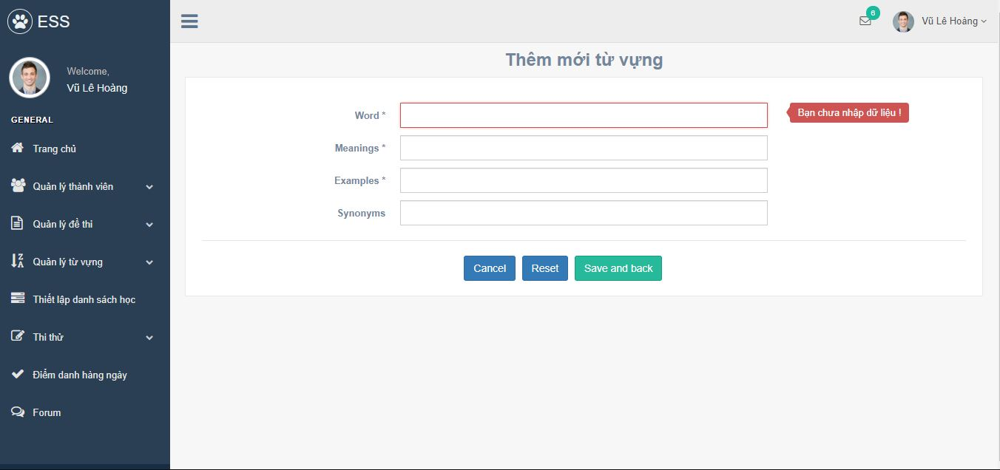 ESS
6
Vũ Lê Hoàng
Welcome,
Vũ Lê Hoàng
GENERAL
Trang chủ
Quản lý thành viên
Quản lý đề thi
Quản lý từ vựng
Thiết lập danh sách học
Thi thử
Điểm danh hàng ngày
Forum
Thêm mới từ vựng
Word *
Bạn chưa nhập dữ liệu !
Meanings *
Examples *
Synonyms
Cancel Reset Save and back